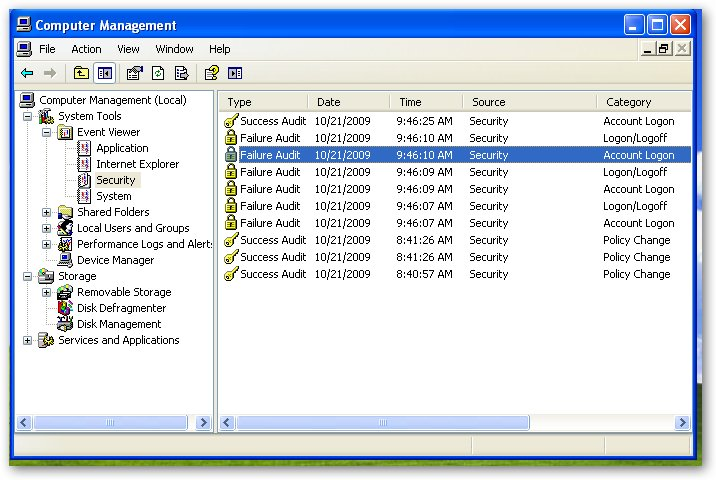 Computer Management
File Action View Window Help
Computer Management (Local)
System Tools
Event Viewer
Application
Internet Explorer
Security
System
Shared Folders
Local Users and Groups
Performance Logs and Alerts
Device Manager
Storage
Removable Storage
Disk Defragmenter
Disk Management
Services and Applications
Type Date Time Source Category
Success Audit 10/21/2009 9:46:25 AM Security Account Logon
Failure Audit 10/21/2009 9:46:10 AM Security Logon/Logoff
Failure Audit 10/21/2009 9:46:10 AM Security Account Logon
Failure Audit 10/21/2009 9:46:09 AM Security Logon/Logoff
Failure Audit 10/21/2009 9:46:09 AM Security Account Logon
Failure Audit 10/21/2009 9:46:07 AM Security Logon/Logoff
Failure Audit 10/21/2009 9:46:07 AM Security Account Logon
Success Audit 10/21/2009 8:41:26 AM Security Policy Change
Success Audit 10/21/2009 8:41:26 AM Security Policy Change
Success Audit 10/21/2009 8:40:57 AM Security Policy Change